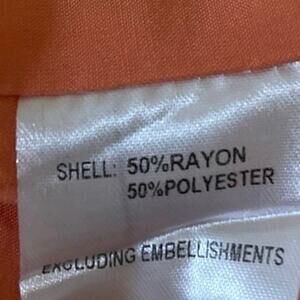 SHELL: 50%RAYON
50%POLYESTER
EXCLUDING EMBELLISHMENTS